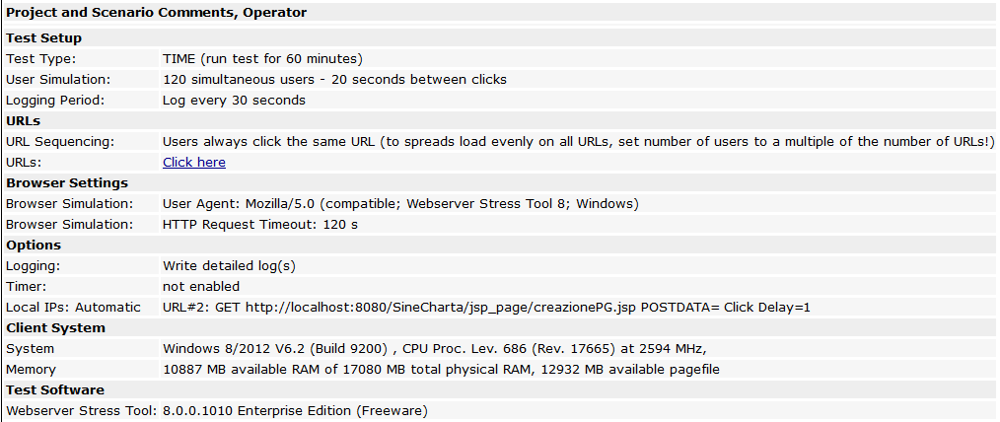 Project and Scenario Comments, Operator
Test Setup
Test Type: TIME (run test for 60 minutes)
User Simulation: 120 simultaneous users - 20 seconds between clicks
Logging Period: Log every 30 seconds
URLs
URL Sequencing: Users always click the same URL (to spreads load evenly on all URLs, set number of users to a multiple of the number of URLs!)
URLs: Click here
Browser Settings
Browser Simulation: User Agent: Mozilla/5.0 (compatible; Webserver Stress Tool 8; Windows)
Browser Simulation: HTTP Request Timeout: 120 s
Options
Logging: Write detailed log(s)
Timer: not enabled
Local IPs: Automatic URL#2: GET http://localhost:8080/SineCharta/jsp_page/creazionePG.jsp POSTDATA= Click Delay=1
Client System
System Windows 8/2012 V6.2 (Build 9200) , CPU Proc. Lev. 686 (Rev. 17665) at 2594 MHz,
Memory 10887 MB available RAM of 17080 MB total physical RAM, 12932 MB available pagefile
Test Software
Webserver Stress Tool: 8.0.0.1010 Enterprise Edition (Freeware)